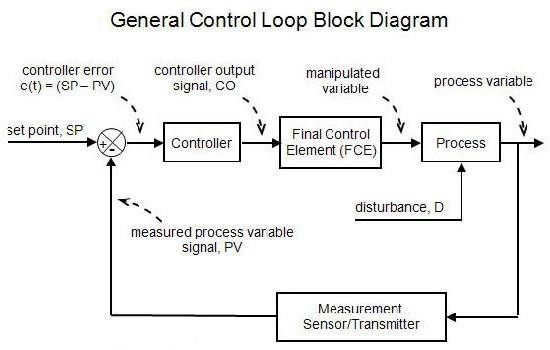 General Control Loop Block Diagram
controller error
e(t) = (SP – PV)
controller output
signal, CO
manipulated
variable
process variable
set point, SP
+
-
Controller
Final Control
Element (FCE)
Process
disturbance, D
measured process variable
signal, PV
Measurement
Sensor/Transmitter